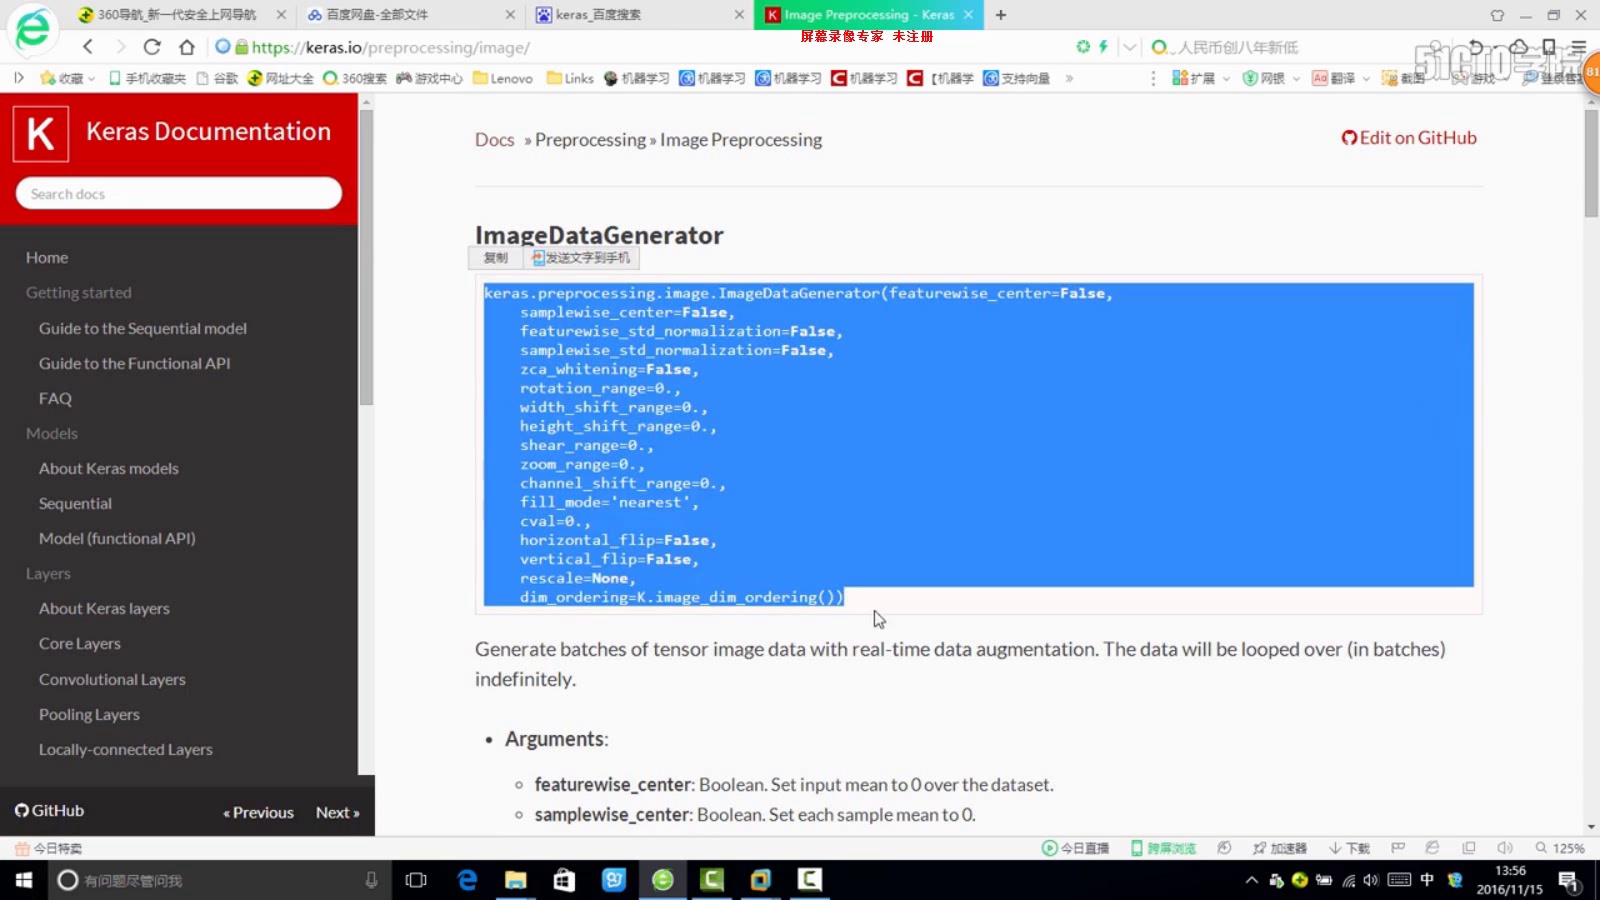 360导航_新一代安全上网导航
百度网盘-全部文件
keras_百度搜索
Image Preprocessing - Keras
屏幕录像专家 未注册
https://keras.io/preprocessing/image/
人民币创八年新低
51CTO学院
81
收藏 手机收藏夹 谷歌 网址大全 360搜索 游戏中心 Lenovo Links 机器学习 机器学习 机器学习 机器学习 【机器学 支持向量 » 扩展 网银 翻译 截图 游戏
K Keras Documentation
Search docs
Home
Getting started
Guide to the Sequential model
Guide to the Functional API
FAQ
Models
About Keras models
Sequential
Model (functional API)
Layers
About Keras layers
Core Layers
Convolutional Layers
Pooling Layers
Locally-connected Layers
GitHub « Previous Next »
Docs » Preprocessing » Image Preprocessing
Edit on GitHub
ImageDataGenerator
复制 发送文字到手机
keras.preprocessing.image.ImageDataGenerator(featurewise_center=False,
samplewise_center=False,
featurewise_std_normalization=False,
samplewise_std_normalization=False,
zca_whitening=False,
rotation_range=0.,
width_shift_range=0.,
height_shift_range=0.,
shear_range=0.,
zoom_range=0.,
channel_shift_range=0.,
fill_mode='nearest',
cval=0.,
horizontal_flip=False,
vertical_flip=False,
rescale=None,
dim_ordering=K.image_dim_ordering())
Generate batches of tensor image data with real-time data augmentation. The data will be looped over (in batches)
indefinitely.
Arguments:
featurewise_center: Boolean. Set input mean to 0 over the dataset.
samplewise_center: Boolean. Set each sample mean to 0.
今日特卖
今日直播 跨屏浏览 加速器 下载 125%
有问题尽管问我
中
13:56
2016/11/15
1